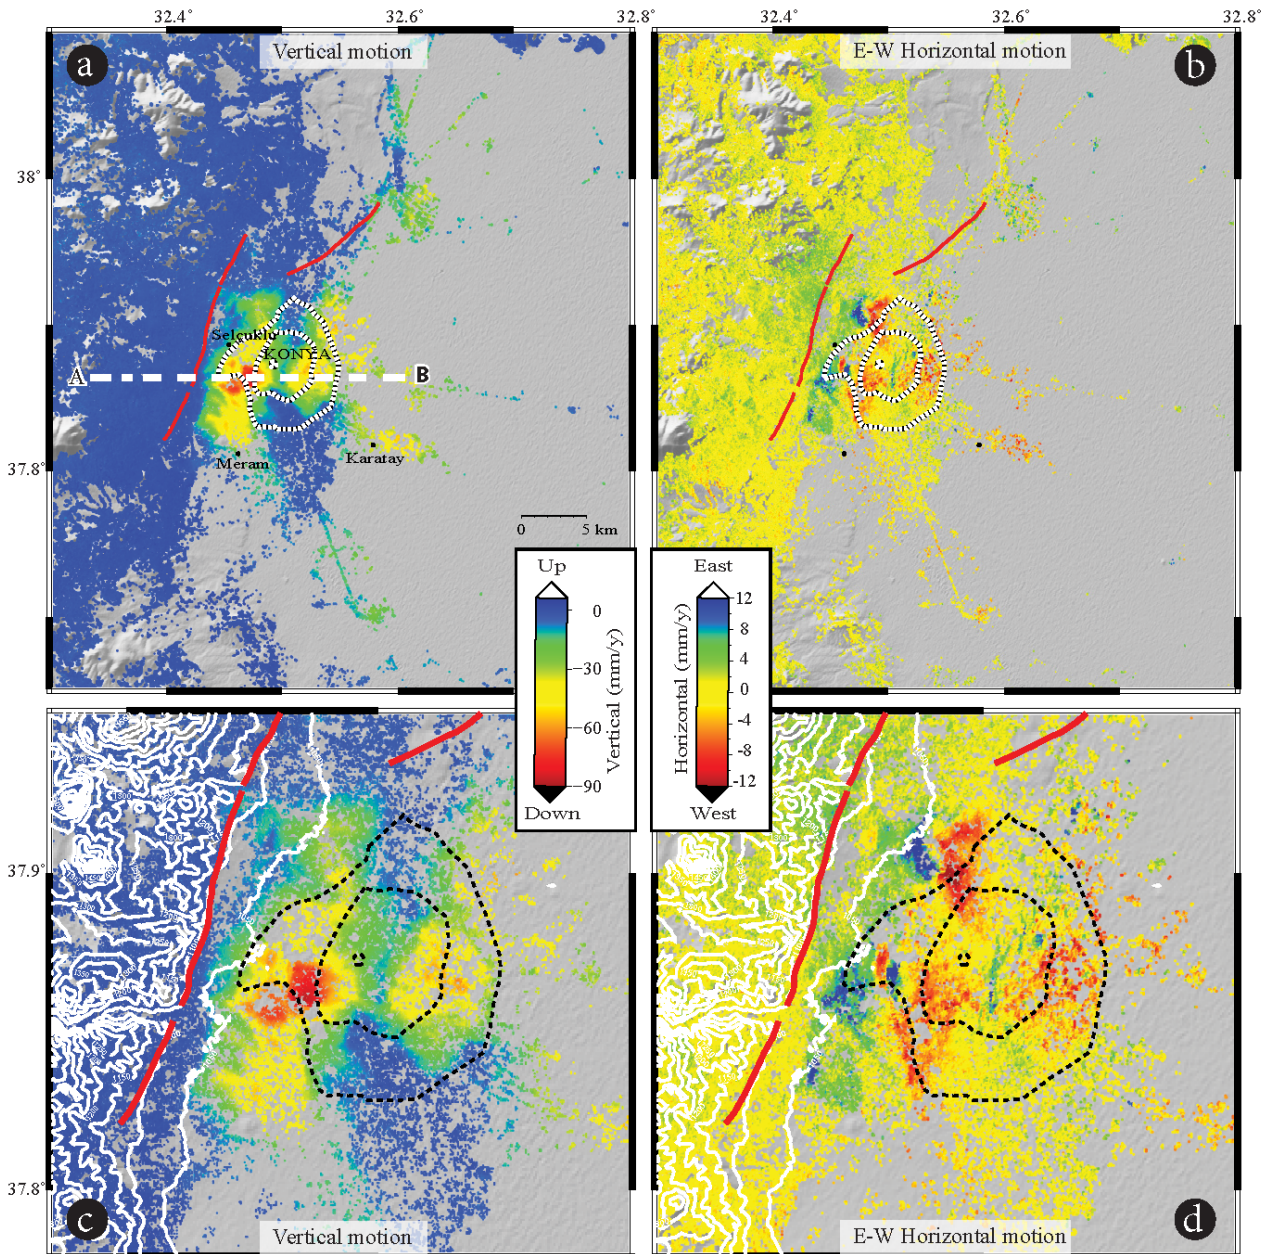 32.4° 32.6° 32.8° 32.4° 32.6° 32.8°
a Vertical motion E-W Horizontal motion b
38°
Selçuklu
KONYA
A B
37.8°
Meram Karatay
0 5 km
Up
0
−30
−60
−90
Vertical (mm/y)
Down
East
12
8
4
0
-4
-8
-12
Horizontal (mm/y)
West
37.9°
37.8°
c Vertical motion E-W Horizontal motion d